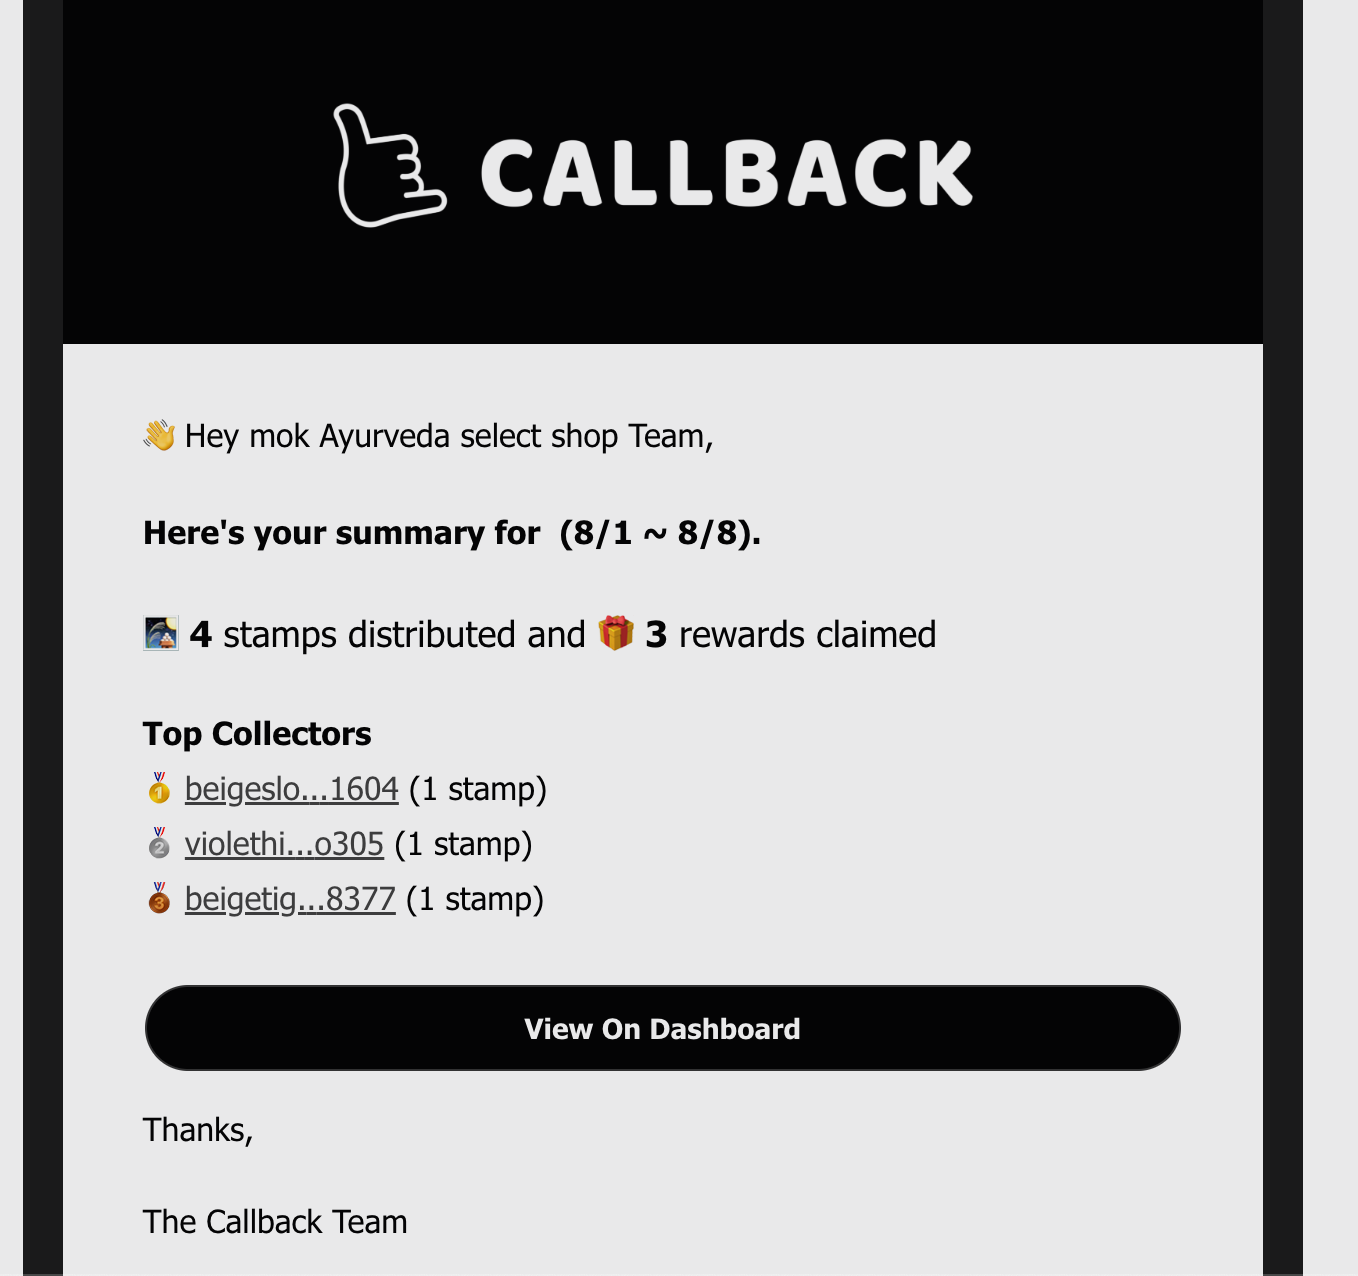 CALLBACK
👋 Hey mok Ayurveda select shop Team,
Here's your summary for (8/1 ~ 8/8).
🎑 4 stamps distributed and 🎁 3 rewards claimed
Top Collectors
🥇 beigeslo...1604 (1 stamp)
🥈 violethi...o305 (1 stamp)
🥉 beigetig...8377 (1 stamp)
View On Dashboard
Thanks,
The Callback Team